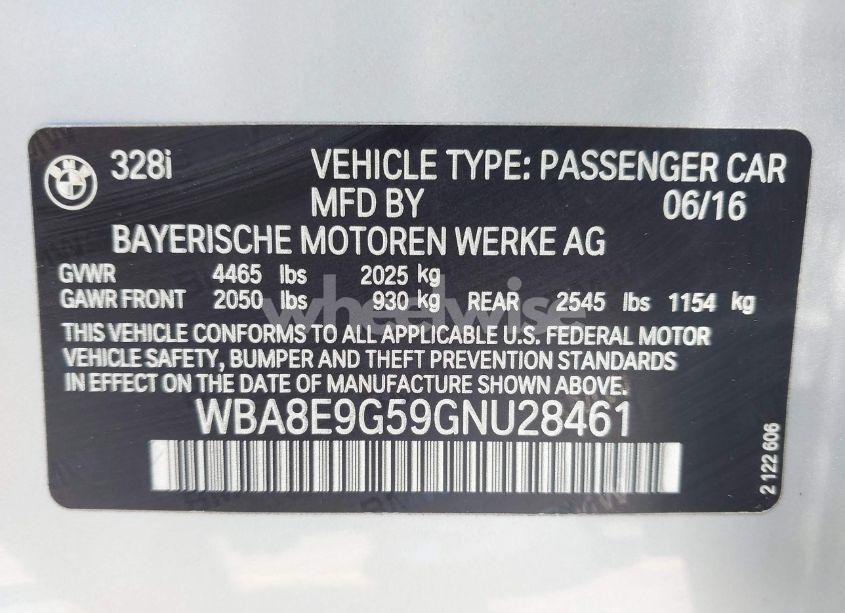 328i VEHICLE TYPE: PASSENGER CAR
MFD BY 06/16
BAYERISCHE MOTOREN WERKE AG
GVWR 4465 lbs 2025 kg
GAWR FRONT 2050 lbs 930 kg REAR 2545 lbs 1154 kg
THIS VEHICLE CONFORMS TO ALL APPLICABLE U.S. FEDERAL MOTOR
VEHICLE SAFETY, BUMPER AND THEFT PREVENTION STANDARDS
IN EFFECT ON THE DATE OF MANUFACTURE SHOWN ABOVE.
WBA8E9G59GNU28461
2 122 606
BMW
wheelwise